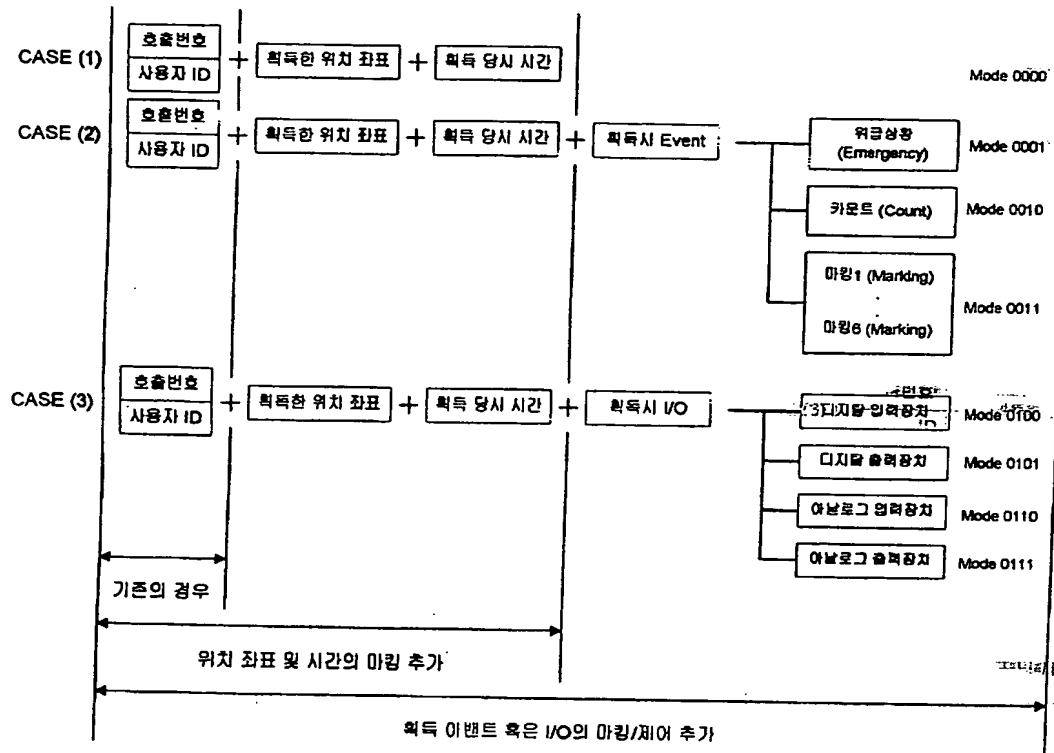 CASE (1)
호출번호
사용자 ID
+
획득한 위치 좌표
+
획득 당시 시간
Mode 0000
CASE (2)
호출번호
사용자 ID
+
획득한 위치 좌표
+
획득 당시 시간
+
획득시 Event
위급상황
(Emergency)
Mode 0001
카운트 (Count)
Mode 0010
마킹1 (Marking)
마킹6 (Marking)
Mode 0011
CASE (3)
호출번호
사용자 ID
+
획득한 위치 좌표
+
획득 당시 시간
+
획득시 I/O
디지탈 입력장치
Mode 0100
디지탈 출력장치
Mode 0101
아날로그 입력장치
Mode 0110
아날로그 출력장치
Mode 0111
기존의 경우
위치 좌표 및 시간의 마킹 추가
획득 이밴트 혹은 I/O의 마킹/제어 추가